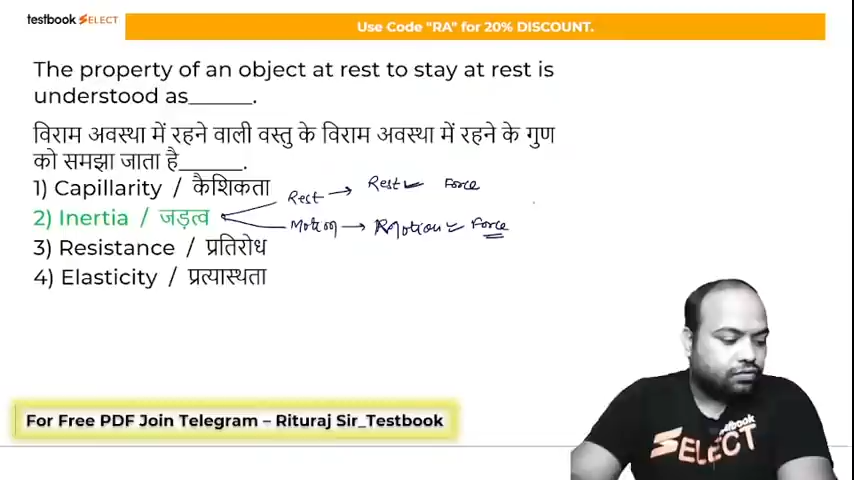 testbook SELECT
Use Code "RA" for 20% DISCOUNT.
The property of an object at rest to stay at rest is
understood as______.
विराम अवस्था में रहने वाली वस्तु के विराम अवस्था में रहने के गुण
को समझा जाता है______.
1) Capillarity / कैशिकता
Rest → Rest Force
2) Inertia / जड़त्व
Motion → Motion Force
3) Resistance / प्रतिरोध
4) Elasticity / प्रत्यास्थता
For Free PDF Join Telegram – Rituraj Sir_Testbook
testbook
SELECT